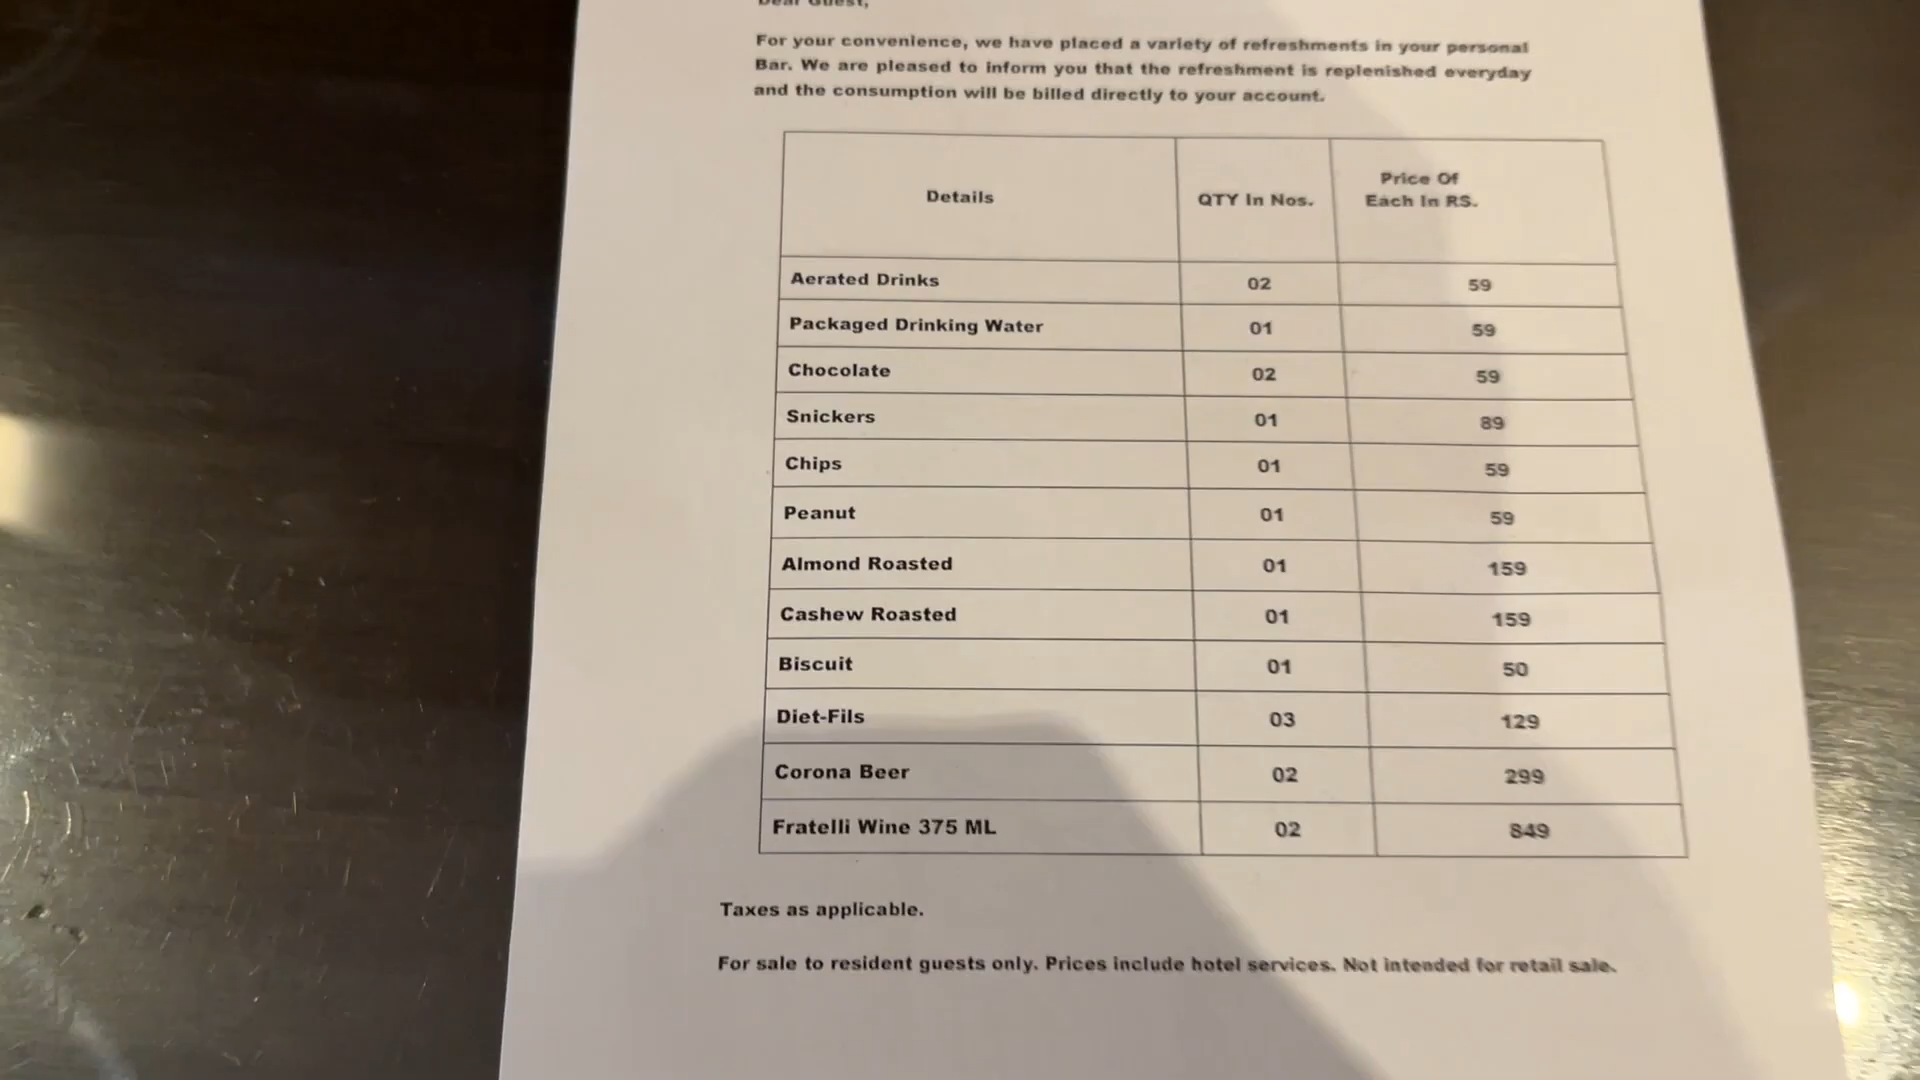 Dear Guest,
For your convenience, we have placed a variety of refreshments in your personal
Bar. We are pleased to inform you that the refreshment is replenished everyday
and the consumption will be billed directly to your account.
Details QTY In Nos. Price Of
Each In RS.
Aerated Drinks 02 59
Packaged Drinking Water 01 59
Chocolate 02 59
Snickers 01 89
Chips 01 59
Peanut 01 59
Almond Roasted 01 159
Cashew Roasted 01 159
Biscuit 01 50
Diet-Fils 03 129
Corona Beer 02 299
Fratelli Wine 375 ML 02 849
Taxes as applicable.
For sale to resident guests only. Prices include hotel services. Not intended for retail sale.